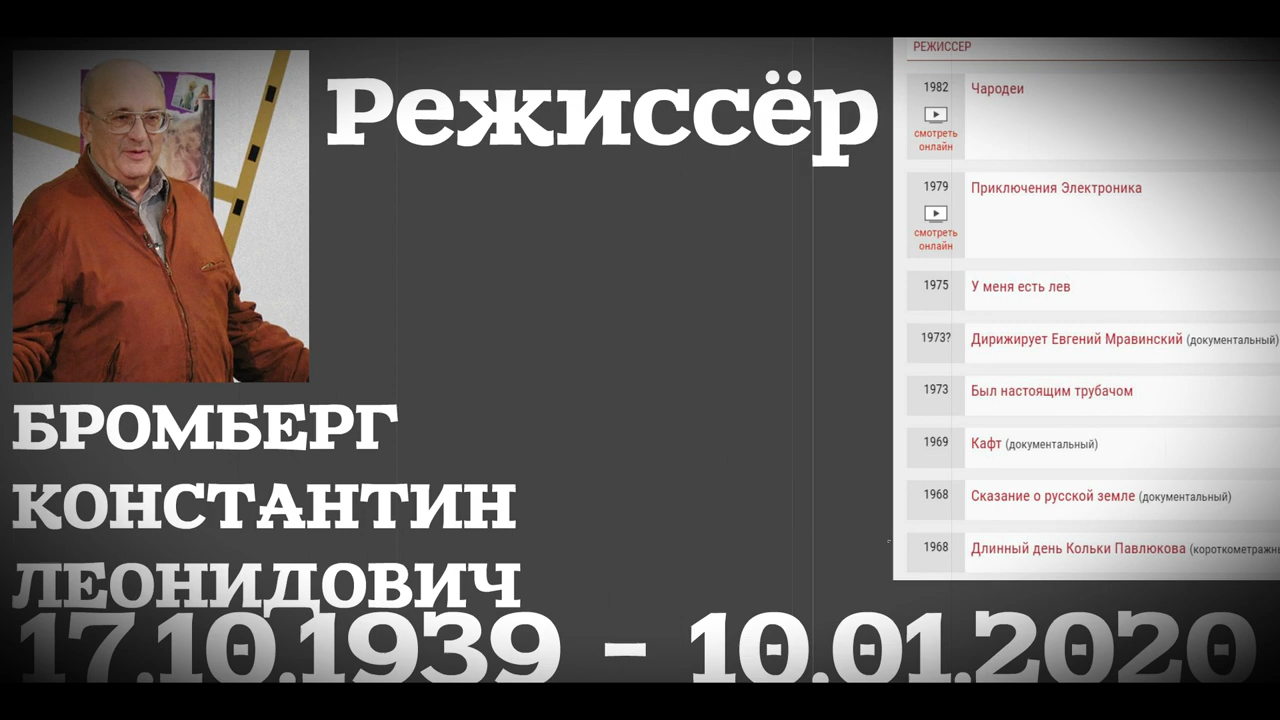 Режиссёр
БРОМБЕРГ
КОНСТАНТИН
ЛЕОНИДОВИЧ
17.10.1939 - 10.01.2020
РЕЖИССЕР
1982 Чародеи
смотреть
онлайн
1979 Приключения Электроника
смотреть
онлайн
1975 У меня есть лев
1973? Дирижирует Евгений Мравинский (документальный)
1973 Был настоящим трубачом
1969 Кафт (документальный)
1968 Сказание о русской земле (документальный)
1968 Длинный день Кольки Павлюкова